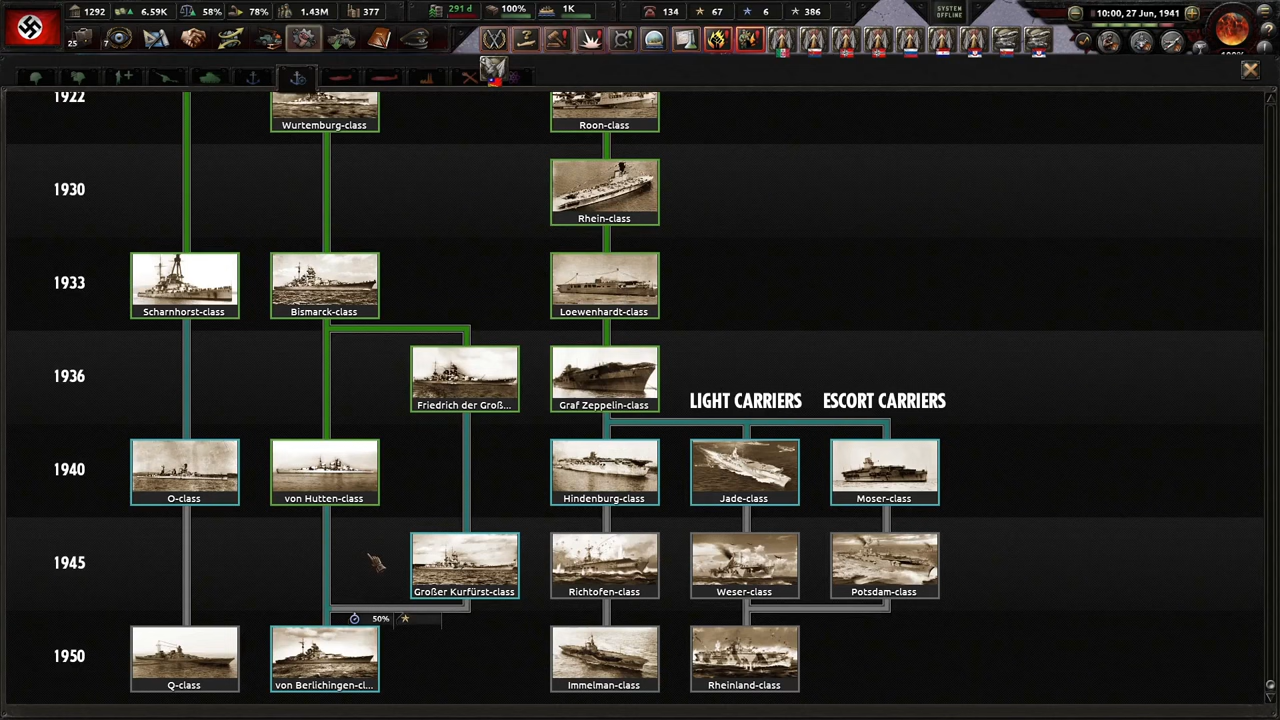 1292 6.59K 58% 78% 1.43M 377 291 d 100% 1K 134 67 6 386 SYSTEM OFFLINE 10:00, 27 Jun, 1941
25 7
1922
Wurtemburg-class Roon-class
1930
Rhein-class
1933
Scharnhorst-class Bismarck-class Loewenhardt-class
1936
Friedrich der Groß... Graf Zeppelin-class
LIGHT CARRIERS ESCORT CARRIERS
1940
O-class von Hutten-class Hindenburg-class Jade-class Moser-class
1945
Großer Kurfürst-class Richtofen-class Weser-class Potsdam-class
50%
1950
Q-class von Berlichingen-cl... Immelman-class Rheinland-class